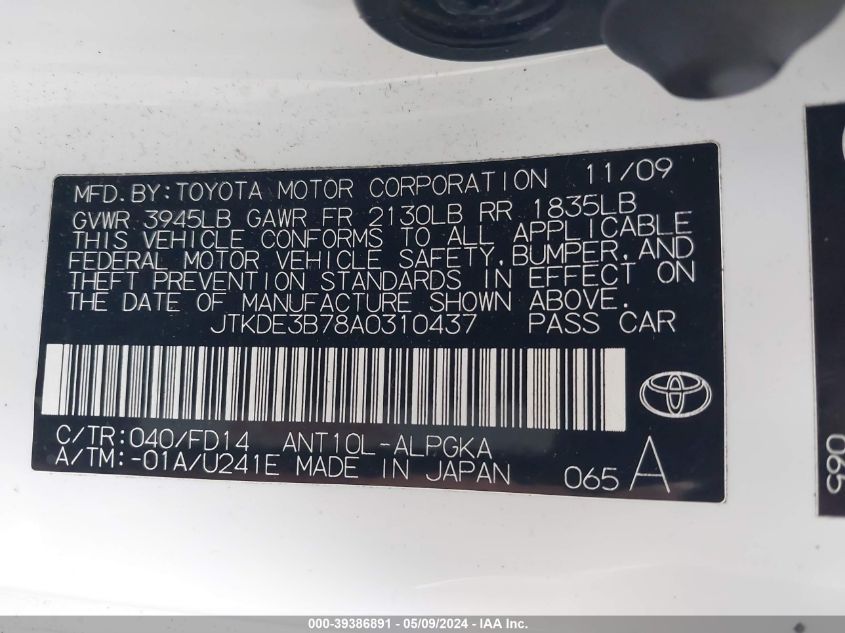 MFD.BY:TOYOTA MOTOR CORPORATION 11/09
GVWR 3945LB GAWR FR 2130LB RR 1835LB
THIS VEHICLE CONFORMS TO ALL APPLICABLE
FEDERAL MOTOR VEHICLE SAFETY, BUMPER, AND
THEFT PREVENTION STANDARDS IN EFFECT ON
THE DATE OF MANUFACTURE SHOWN ABOVE.
JTKDE3B78A0310437 PASS CAR
C/TR:040/FD14 ANT10L-ALPGKA
A/TM:-01A/U241E MADE IN JAPAN
065 A
065
000-39386891 - 05/09/2024 - IAA Inc.